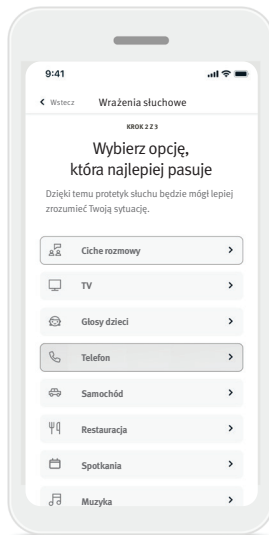 9:41
Wstecz Wrażenia słuchowe
KROK 2 Z 3
Wybierz opcję,
która najlepiej pasuje
Dzięki temu protetyk słuchu będzie mógł lepiej
zrozumieć Twoją sytuację.
Ciche rozmowy
TV
Głosy dzieci
Telefon
Samochód
Restauracja
Spotkania
Muzyka